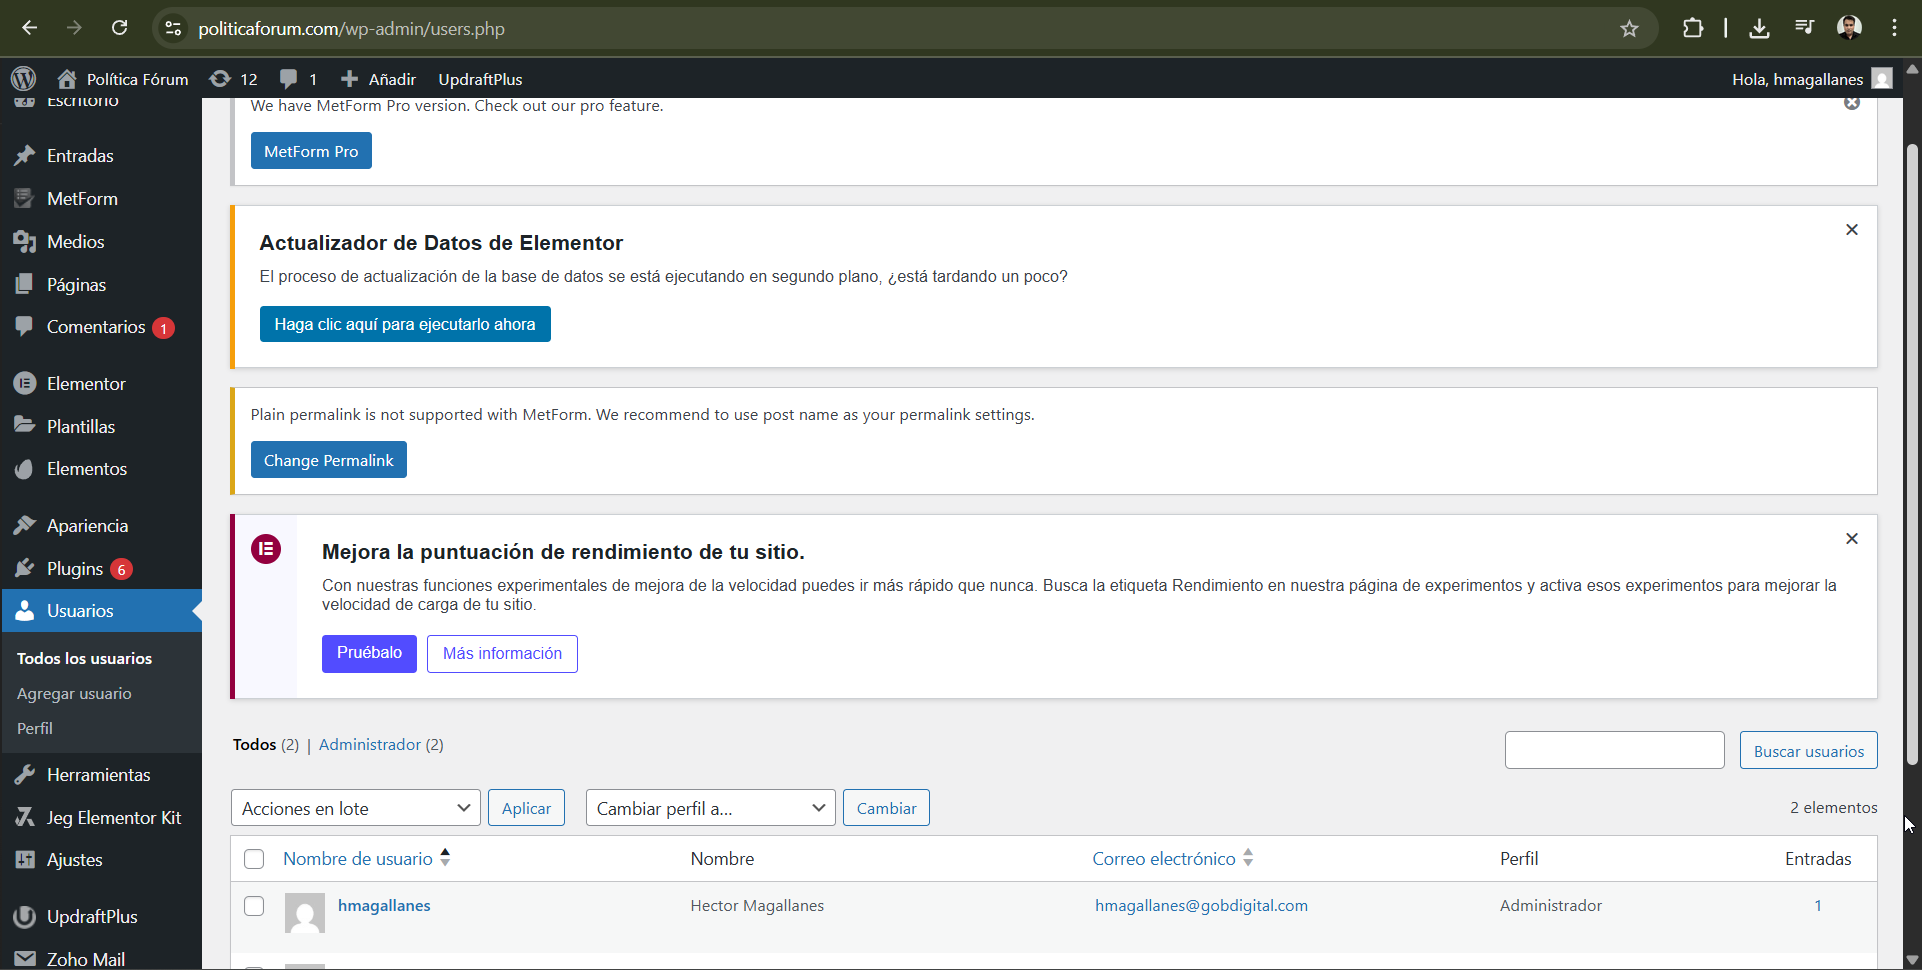 politicaforum.com/wp-admin/users.php
Política Fórum
12
1
Añadir
UpdraftPlus
Hola, hmagallanes
Escritorio
Entradas
MetForm
Medios
Páginas
Comentarios 1
Elementor
Plantillas
Elementos
Apariencia
Plugins 6
Usuarios
Todos los usuarios
Agregar usuario
Perfil
Herramientas
Jeg Elementor Kit
Ajustes
UpdraftPlus
Zoho Mail
We have MetForm Pro version. Check out our pro feature.
MetForm Pro
Actualizador de Datos de Elementor
El proceso de actualización de la base de datos se está ejecutando en segundo plano, ¿está tardando un poco?
Haga clic aquí para ejecutarlo ahora
Plain permalink is not supported with MetForm. We recommend to use post name as your permalink settings.
Change Permalink
Mejora la puntuación de rendimiento de tu sitio.
Con nuestras funciones experimentales de mejora de la velocidad puedes ir más rápido que nunca. Busca la etiqueta Rendimiento en nuestra página de experimentos y activa esos experimentos para mejorar la
velocidad de carga de tu sitio.
Pruébalo
Más información
Todos (2) | Administrador (2)
Buscar usuarios
Acciones en lote
Aplicar
Cambiar perfil a...
Cambiar
2 elementos
Nombre de usuario
Nombre
Correo electrónico
Perfil
Entradas
hmagallanes
Hector Magallanes
hmagallanes@gobdigital.com
Administrador
1